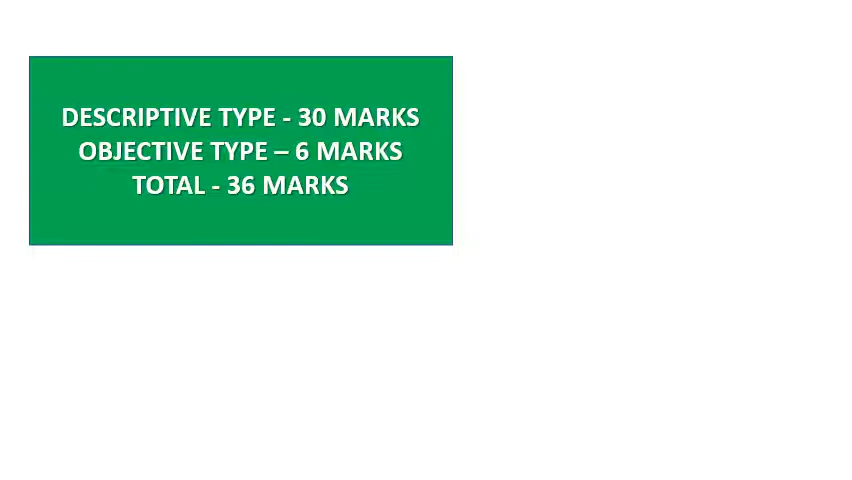 DESCRIPTIVE TYPE - 30 MARKS
OBJECTIVE TYPE – 6 MARKS
TOTAL - 36 MARKS